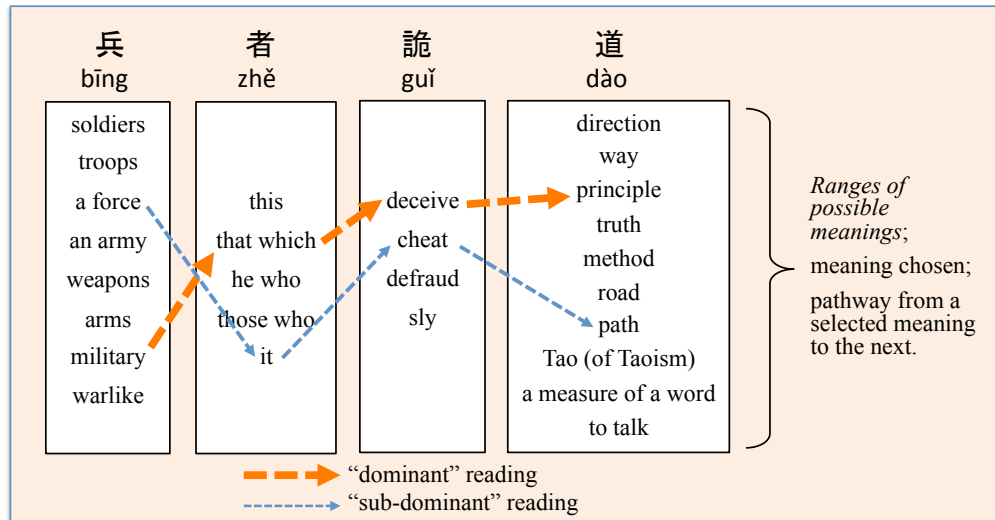 兵 者 詭 道
bīng zhě guǐ dào
soldiers
troops
a force
an army
weapons
arms
military
warlike
this
that which
he who
those who
it
deceive
cheat
defraud
sly
direction
way
principle
truth
method
road
path
Tao (of Taoism)
a measure of a word
to talk
Ranges of
possible
meanings;
meaning chosen;
pathway from a
selected meaning
to the next.
“dominant” reading
“sub-dominant” reading